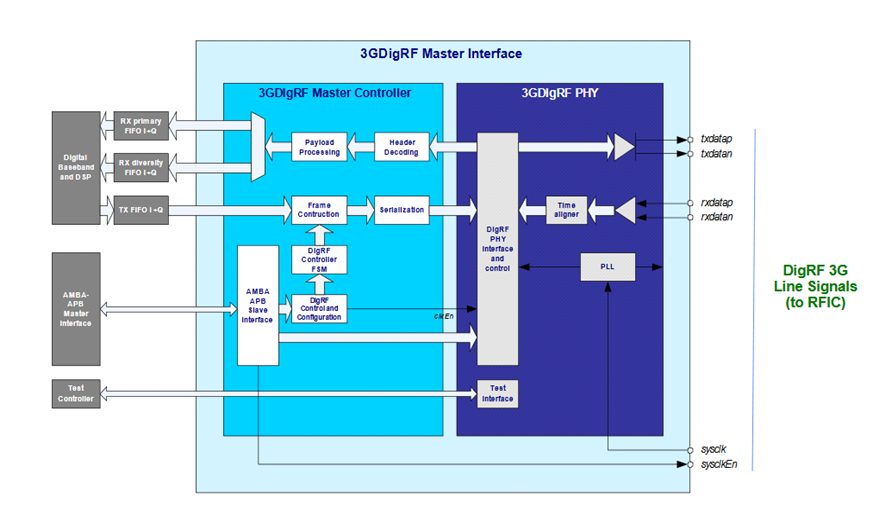 3GDigRF Master Interface
3GDIgRF Master Controller
3GDIgRF PHY
RX primary
FIFO I +Q
RX diversity
FIFO I +Q
TX FIFO I +Q
Digital
Baseband
and DSP
Payload
Processing
Header
Decoding
Frame
Contruction
Serialization
DigRF
Controller
FSM
DigRF
Control and
Configuration
AMBA
APB
Slave
Interface
AMBA-
APB
Master
Interface
Test
Controller
clkEn
DigRF
PHY
Interface
and
control
Time
aligner
PLL
Test
Interface
txdatap
txdatan
rxdatap
rxdatan
sysclk
sysclkEn
DigRF 3G
Line Signals
(to RFIC)